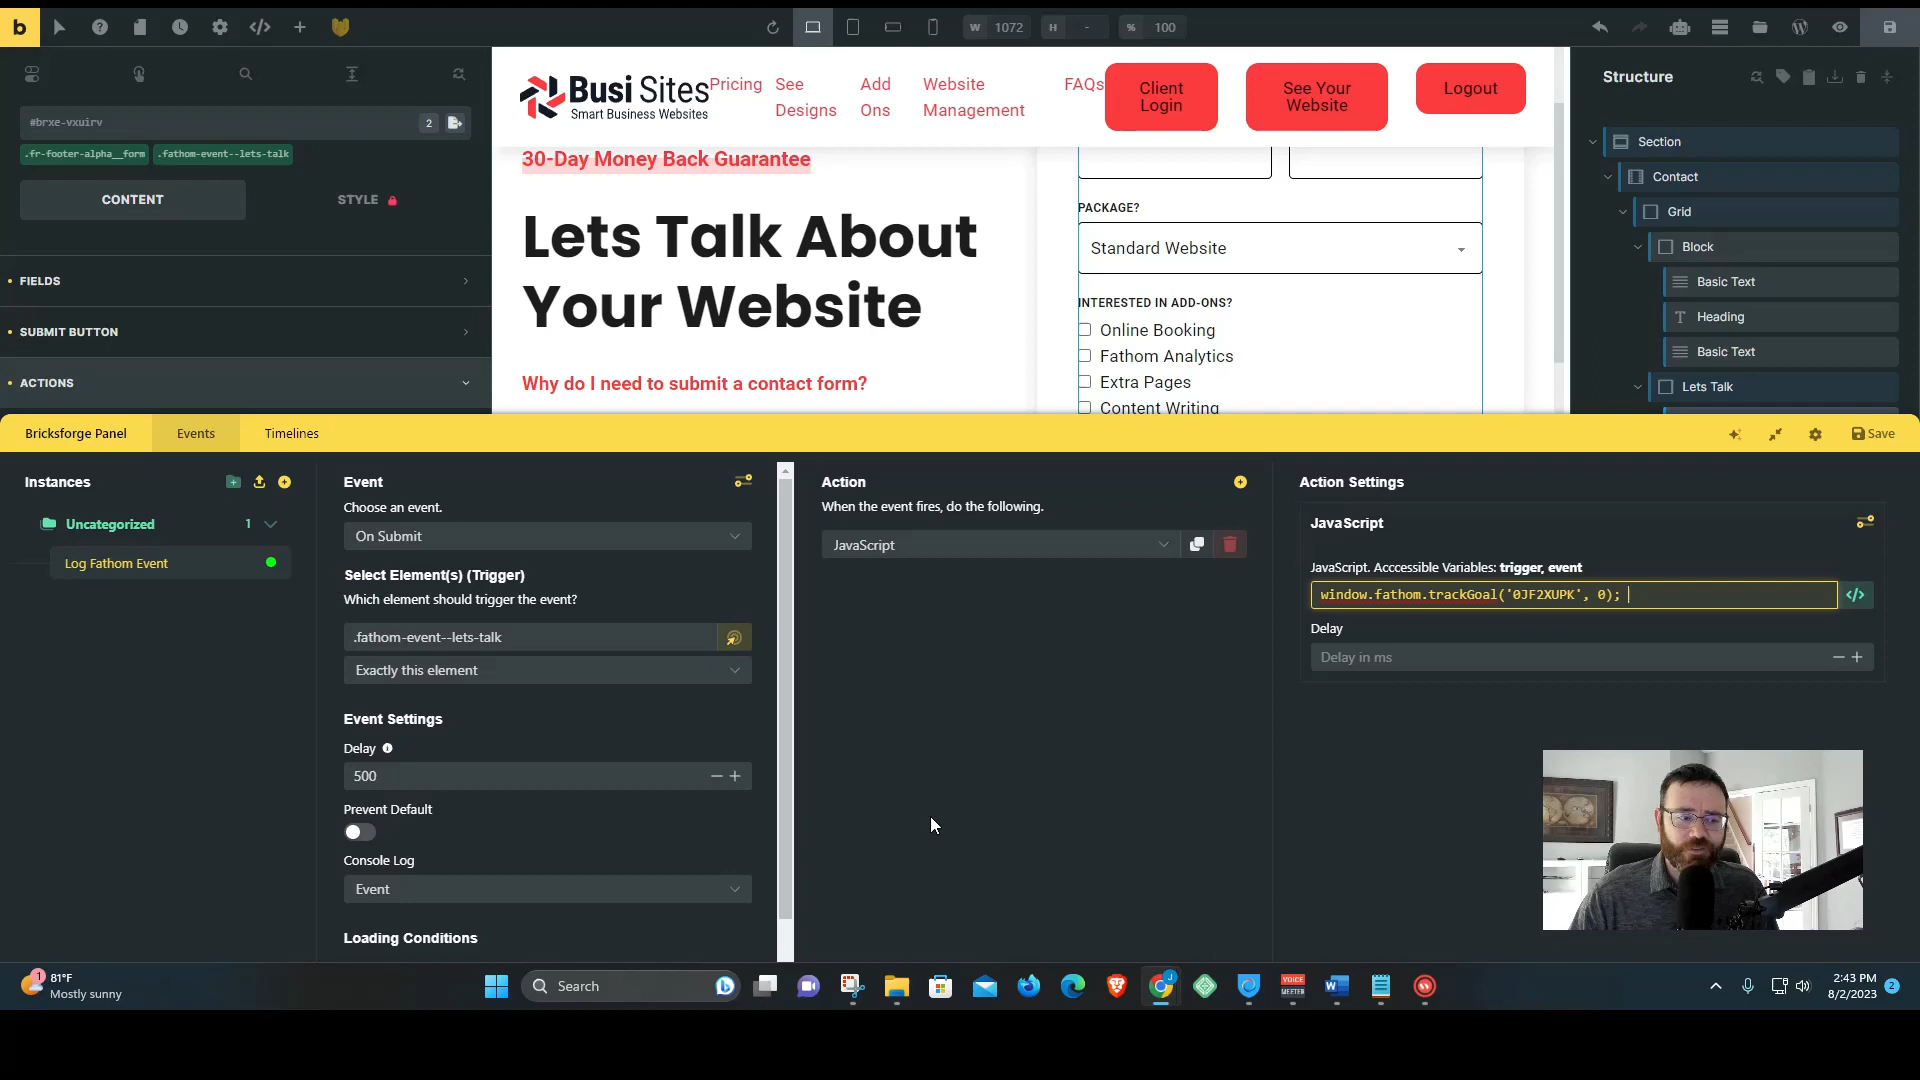 b
W 1072 H - % 100
#brxe-vxuirv 2
.fr-footer-alpha__form .fathom-event--lets-talk
CONTENT STYLE
FIELDS
SUBMIT BUTTON
ACTIONS
Busi Sites
Smart Business Websites
Pricing
See Designs
Add Ons
Website Management
FAQs
Client Login
See Your Website
Logout
30-Day Money Back Guarantee
Lets Talk About
Your Website
Why do I need to submit a contact form?
PACKAGE?
Standard Website
INTERESTED IN ADD-ONS?
Online Booking
Fathom Analytics
Extra Pages
Content Writing
Structure
Section
Contact
Grid
Block
Basic Text
Heading
Basic Text
Lets Talk
Bricksforge Panel Events Timelines Save
Instances
Uncategorized 1
Log Fathom Event
Event
Choose an event.
On Submit
Select Element(s) (Trigger)
Which element should trigger the event?
.fathom-event--lets-talk
Exactly this element
Event Settings
Delay
500
Prevent Default
Console Log
Event
Loading Conditions
Action
When the event fires, do the following.
JavaScript
Action Settings
JavaScript
JavaScript. Acccessible Variables: trigger, event
window.fathom.trackGoal('0JF2XUPK', 0);
Delay
Delay in ms
1
81°F
Mostly sunny
Search
J
VOICE
MEETER
W
2:43 PM
8/2/2023
2